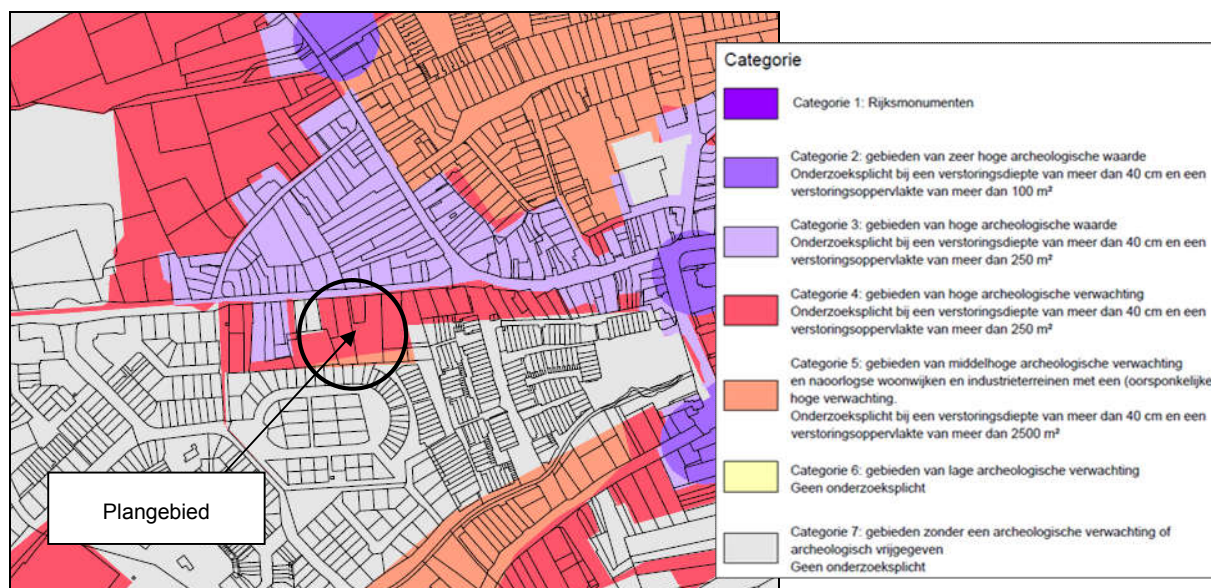 Categorie
Categorie 1: Rijksmonumenten
Categorie 2: gebieden van zeer hoge archeologische waarde
Onderzoeksplicht bij een verstoringsdiepte van meer dan 40 cm en een
verstoringsoppervlakte van meer dan 100 m²
Categorie 3: gebieden van hoge archeologische waarde
Onderzoeksplicht bij een verstoringsdiepte van meer dan 40 cm en een
verstoringsoppervlakte van meer dan 250 m²
Categorie 4: gebieden van hoge archeologische verwachting
Onderzoeksplicht bij een verstoringsdiepte van meer dan 40 cm en een
verstoringsoppervlakte van meer dan 250 m²
Categorie 5: gebieden van middelhoge archeologische verwachting
en naoorlogse woonwijken en industrieterreinen met een (oorsponkelijke
hoge verwachting.
Onderzoeksplicht bij een verstoringsdiepte van meer dan 40 cm en een
verstoringsoppervlakte van meer dan 2500 m²
Categorie 6: gebieden van lage archeologische verwachting
Geen onderzoeksplicht
Categorie 7: gebieden zonder een archeologische verwachting of
archeologisch vrijgegeven
Geen onderzoeksplicht
Plangebied